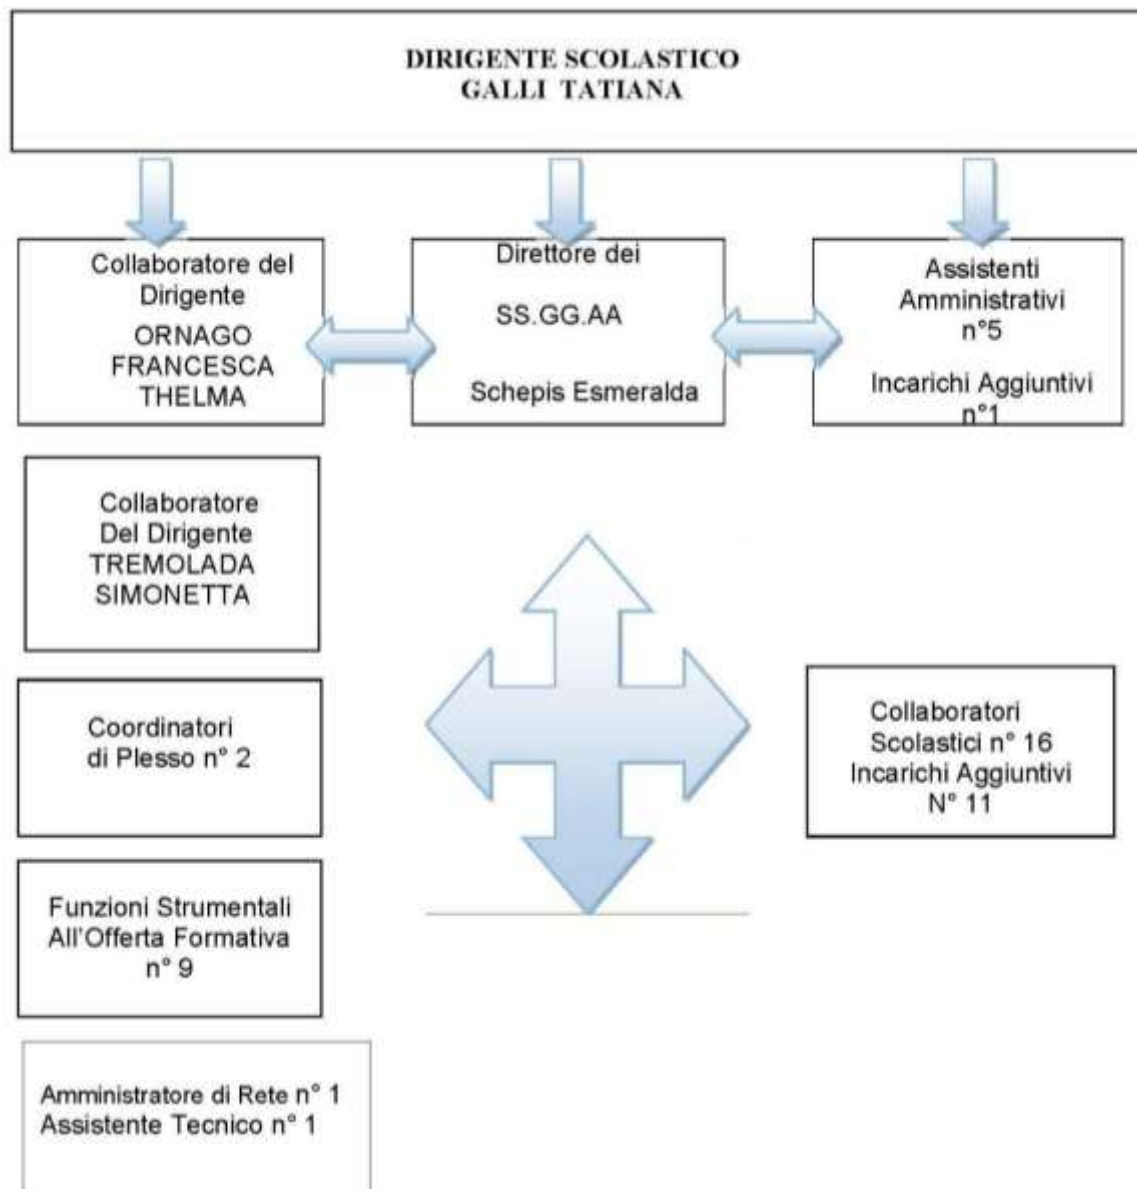 DIRIGENTE SCOLASTICO
GALLI TATIANA
Collaboratore del
Dirigente
ORNAGO
FRANCESCA
THELMA
Direttore dei
SS.GG.AA
Schepis Esmeralda
Assistenti
Amministrativi
n°5
Incarichi Aggiuntivi
n°1
Collaboratore
Del Dirigente
TREMOLADA
SIMONETTA
Coordinatori
di Plesso n° 2
Collaboratori
Scolastici n° 16
Incarichi Aggiuntivi
N° 11
Funzioni Strumentali
All'Offerta Formativa
n° 9
Amministratore di Rete n° 1
Assistente Tecnico n° 1